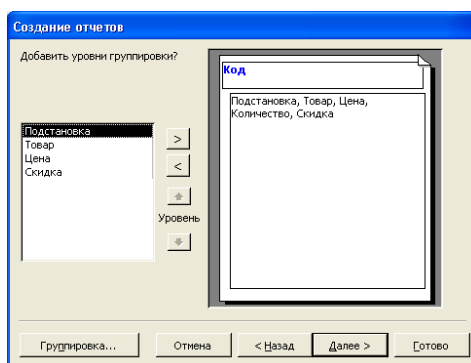 Создание отчетов
Добавить уровни группировки?
Подстановка
Товар
Цена
Скидка
>
<
Уровень
Код
Подстановка, Товар, Цена,
Количество, Скидка
Группировка...
Отмена
< Назад
Далее >
Готово